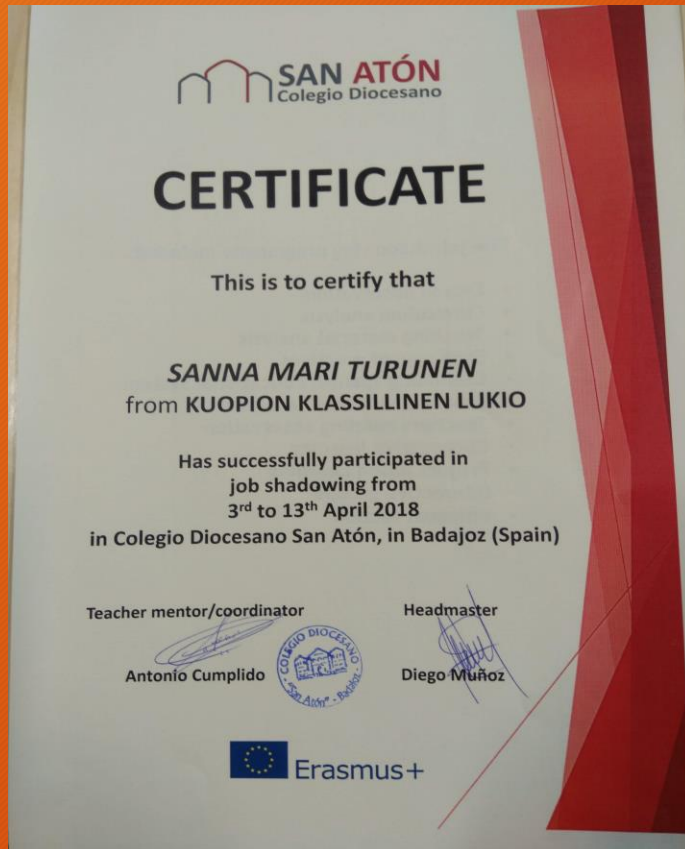 SAN ATÓN
Colegio Diocesano
CERTIFICATE
This is to certify that
SANNA MARI TURUNEN
from KUOPION KLASSILLINEN LUKIO
Has successfully participated in
job shadowing from
3rd to 13th April 2018
in Colegio Diocesano San Atón, in Badajoz (Spain)
Teacher mentor/coordinator
Headmaster
COLEGIO DIOCESANO
"San Atón" - Badajoz
Antonio Cumplido
Diego Muñoz
Erasmus+